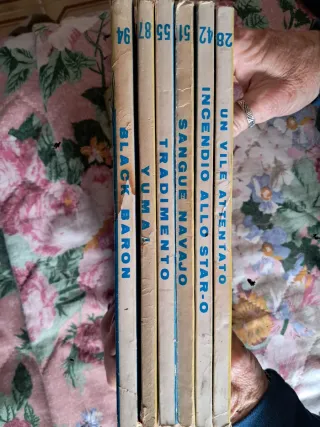 94 BLACK BARON
87 YUMA!
55 TRADIMENTO
51 SANGUE NAVAJO
42 INCENDIO ALLO STAR-O
28 UN VILE ATTENTATO